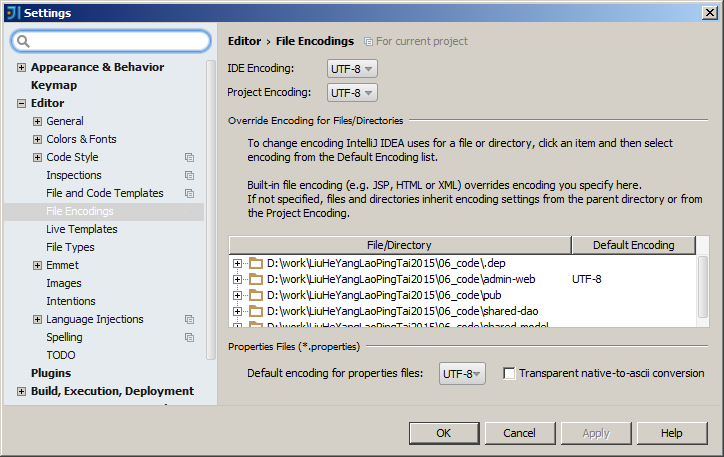 Settings
Appearance & Behavior
Keymap
Editor
General
Colors & Fonts
Code Style
Inspections
File and Code Templates
File Encodings
Live Templates
File Types
Emmet
Images
Intentions
Language Injections
Spelling
TODO
Plugins
Build, Execution, Deployment
Editor › File Encodings For current project
IDE Encoding: UTF-8
Project Encoding: UTF-8
Override Encoding for Files/Directories
To change encoding IntelliJ IDEA uses for a file or directory, click an item and then select
encoding from the Default Encoding list.
Built-in file encoding (e.g. JSP, HTML or XML) overrides encoding you specify here.
If not specified, files and directories inherit encoding settings from the parent directory or from
the Project Encoding.
File/Directory Default Encoding
D:\work\LiuHeYangLaoPingTai2015\06_code\.dep
D:\work\LiuHeYangLaoPingTai2015\06_code\admin-web UTF-8
D:\work\LiuHeYangLaoPingTai2015\06_code\pub
D:\work\LiuHeYangLaoPingTai2015\06_code\shared-dao
D:\work\LiuHeYangLaoPingTai2015\06_code\shared-model
Properties Files (*.properties)
Default encoding for properties files: UTF-8 Transparent native-to-ascii conversion
OK Cancel Apply Help